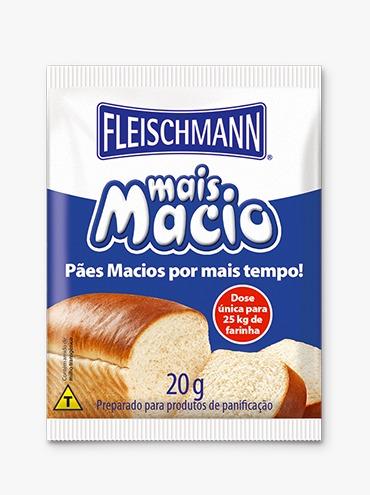 FLEISCHMANN®
mais
Macio
Pães Macios por mais tempo!
Dose
única para
25 kg de
farinha
T
20 g
Preparado para produtos de panificação